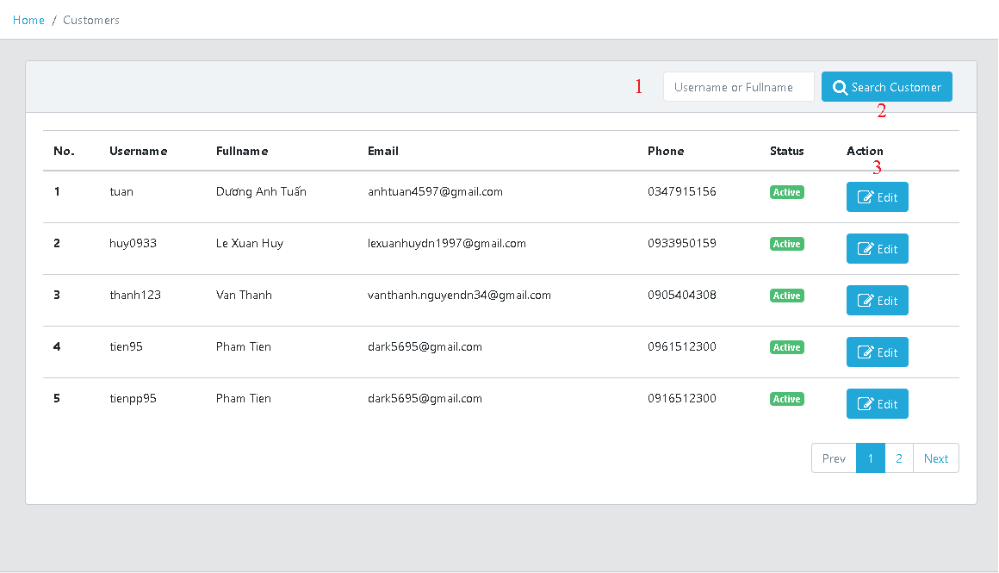 Home / Customers
1 Username or Fullname Search Customer
2
No. Username Fullname Email Phone Status Action
3
1 tuan Dương Anh Tuấn anhtuan4597@gmail.com 0347915156 Active Edit
2 huy0933 Le Xuan Huy lexuanhuydn1997@gmail.com 0933950159 Active Edit
3 thanh123 Van Thanh vanthanh.nguyendn34@gmail.com 0905404308 Active Edit
4 tien95 Pham Tien dark5695@gmail.com 0961512300 Active Edit
5 tienpp95 Pham Tien dark5695@gmail.com 0916512300 Active Edit
Prev 1 2 Next